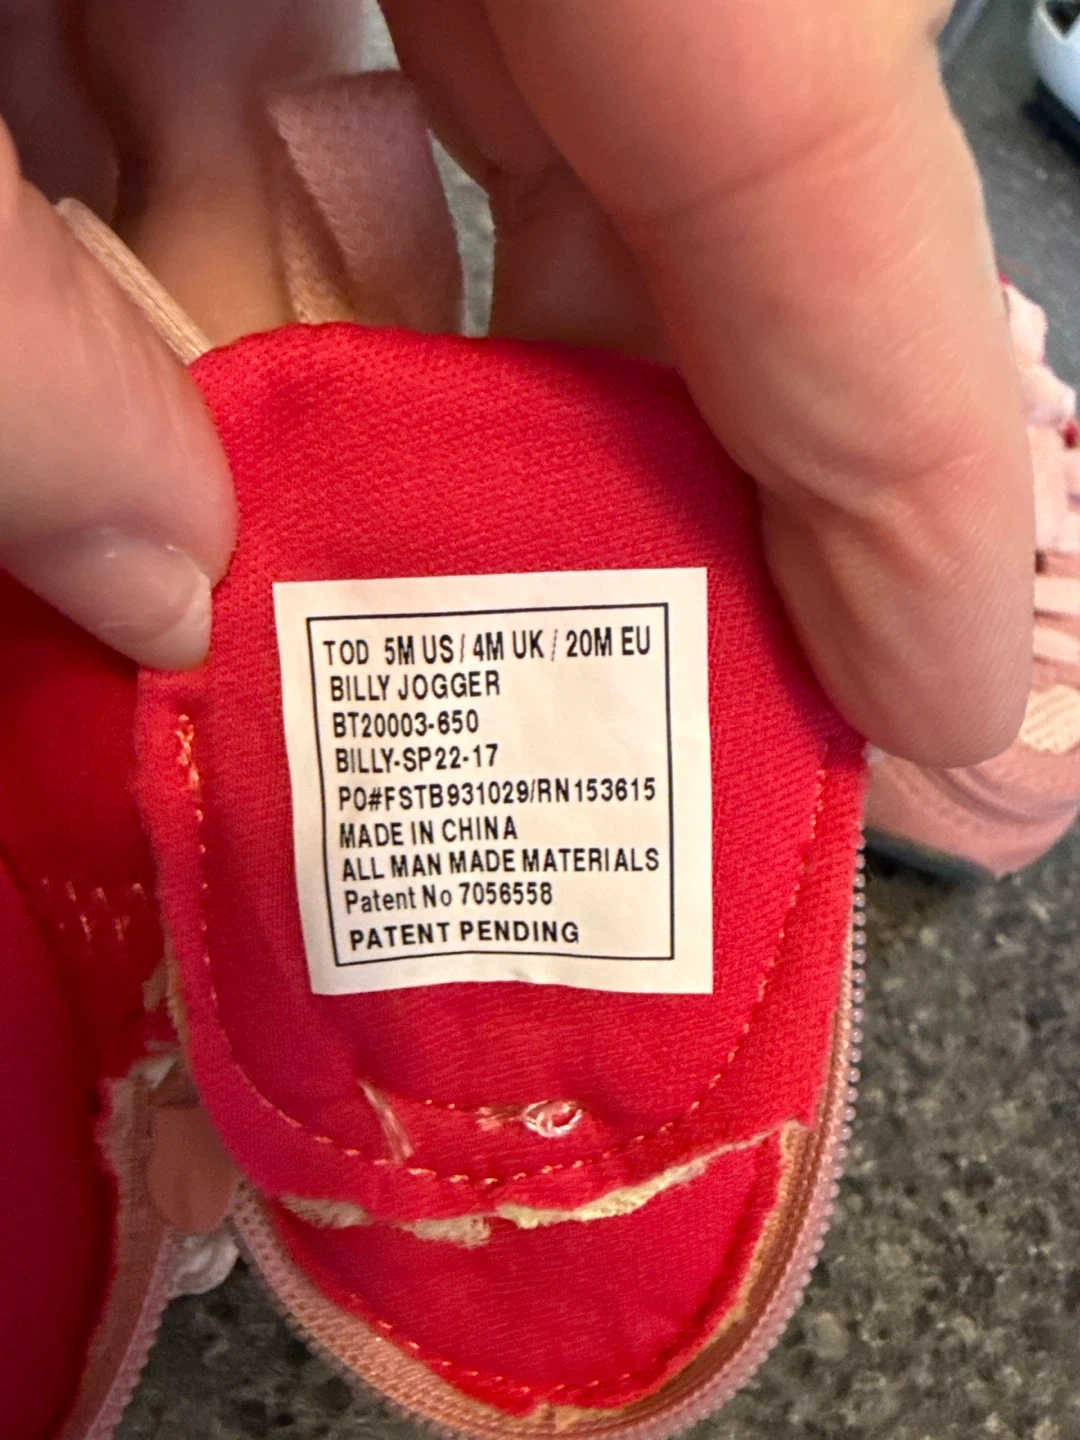 TOD 5M US / 4M UK / 20M EU
BILLY JOGGER
BT20003-650
BILLY-SP22-17
PO#FSTB931029/RN153615
MADE IN CHINA
ALL MAN MADE MATERIALS
Patent No 7056558
PATENT PENDING